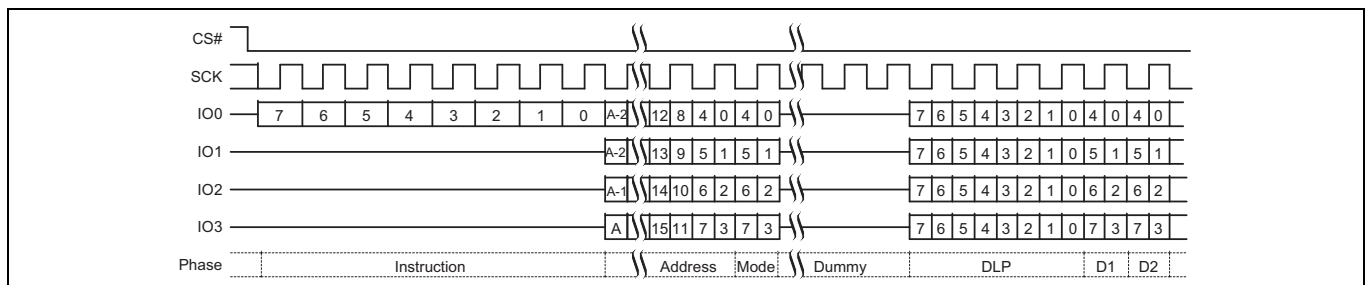 CS#
SCK
IO0 7 6 5 4 3 2 1 0 A-2 12 8 4 0 4 0 7 6 5 4 3 2 1 0 4 0 4 0
IO1 A-2 13 9 5 1 5 1 7 6 5 4 3 2 1 0 5 1 5 1
IO2 A-1 14 10 6 2 6 2 7 6 5 4 3 2 1 0 6 2 6 2
IO3 A 15 11 7 3 7 3 7 6 5 4 3 2 1 0 7 3 7 3
Phase Instruction Address Mode Dummy DLP D1 D2